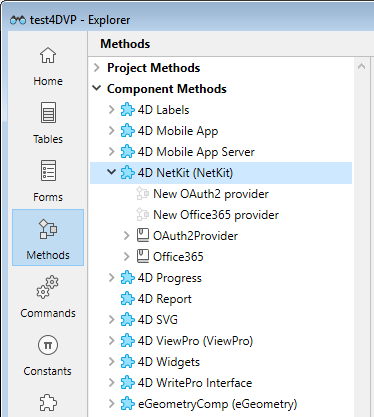 test4DVP - Explorer
Home
Tables
Forms
Methods
Commands
π
Constants
Methods
Project Methods
Component Methods
4D Labels
4D Mobile App
4D Mobile App Server
4D NetKit (NetKit)
New OAuth2 provider
New Office365 provider
OAuth2Provider
Office365
4D Progress
4D Report
4D SVG
4D ViewPro (ViewPro)
4D Widgets
4D WritePro Interface
eGeometryComp (eGeometry)